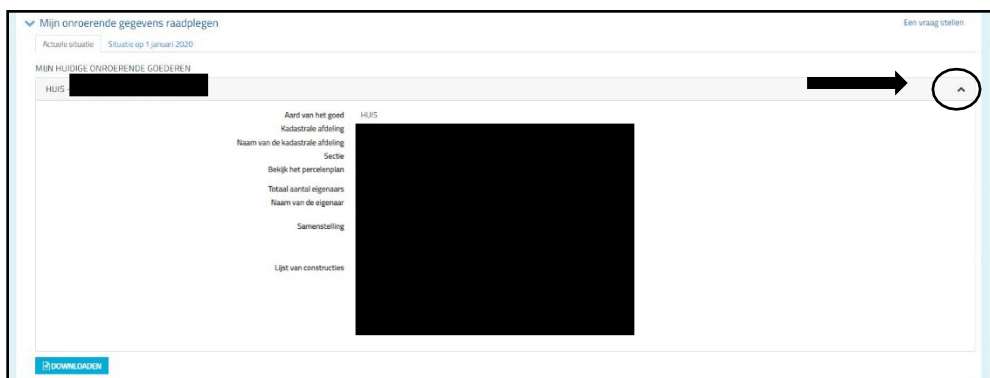 Mijn onroerende gegevens raadplegen
Een vraag stellen
Actuele situatie Situatie op 1 januari 2020
MIJN HUIDIGE ONROERENDE GOEDEREN
HUIS -
Aard van het goed HUIS
Kadastrale afdeling
Naam van de kadastrale afdeling
Sectie
Bekijk het percelenplan
Totaal aantal eigenaars
Naam van de eigenaar
Samenstelling
Lijst van constructies
DOWNLOADEN